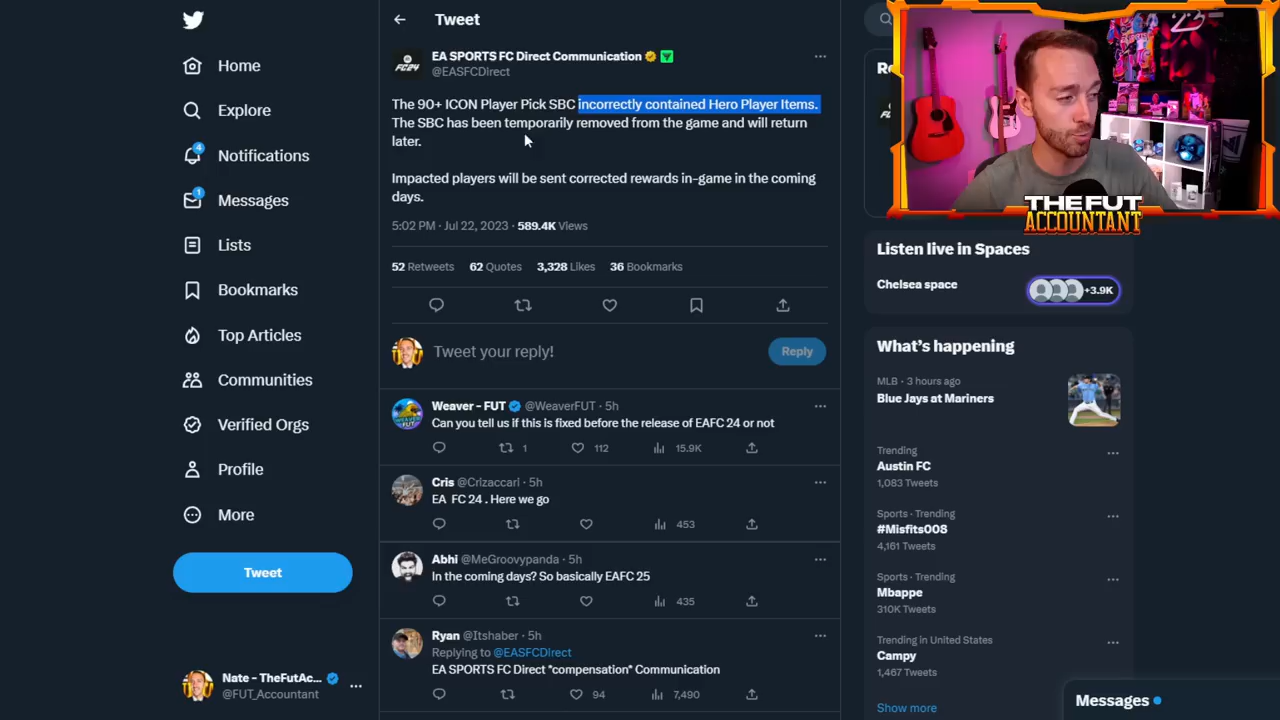 Home
Explore
4
Notifications
1
Messages
Lists
Bookmarks
Top Articles
Communities
Verified Orgs
Profile
More
Tweet
Nate - TheFutAc...
@FUT_Accountant
Tweet
FC24
EA SPORTS FC Direct Communication
@EASFCDirect
The 90+ ICON Player Pick SBC incorrectly contained Hero Player Items.
The SBC has been temporarily removed from the game and will return
later.
Impacted players will be sent corrected rewards in-game in the coming
days.
5:02 PM · Jul 22, 2023 · 589.4K Views
52 Retweets 62 Quotes 3,328 Likes 36 Bookmarks
Tweet your reply!
Reply
Weaver - FUT @WeaverFUT · 5h
Can you tell us if this is fixed before the release of EAFC 24 or not
1 112 15.9K
Cris @Crlzaccarl · 5h
EA FC 24 . Here we go
453
Abhi @MeGroovypanda · 5h
In the coming days? So basically EAFC 25
435
Ryan @Itshaber · 5h
Replying to @EASFCDirect
EA SPORTS FC Direct "compensation" Communication
94 7,490
Re
THE FUT
ACCOUNTANT
Listen live in Spaces
Chelsea space
+3.9K
What's happening
MLB · 3 hours ago
Blue Jays at Mariners
Trending
Austin FC
1,083 Tweets
Sports · Trending
#Misfits008
4,161 Tweets
Sports · Trending
Mbappe
310K Tweets
Trending in United States
Campy
1,467 Tweets
Show more
Messages